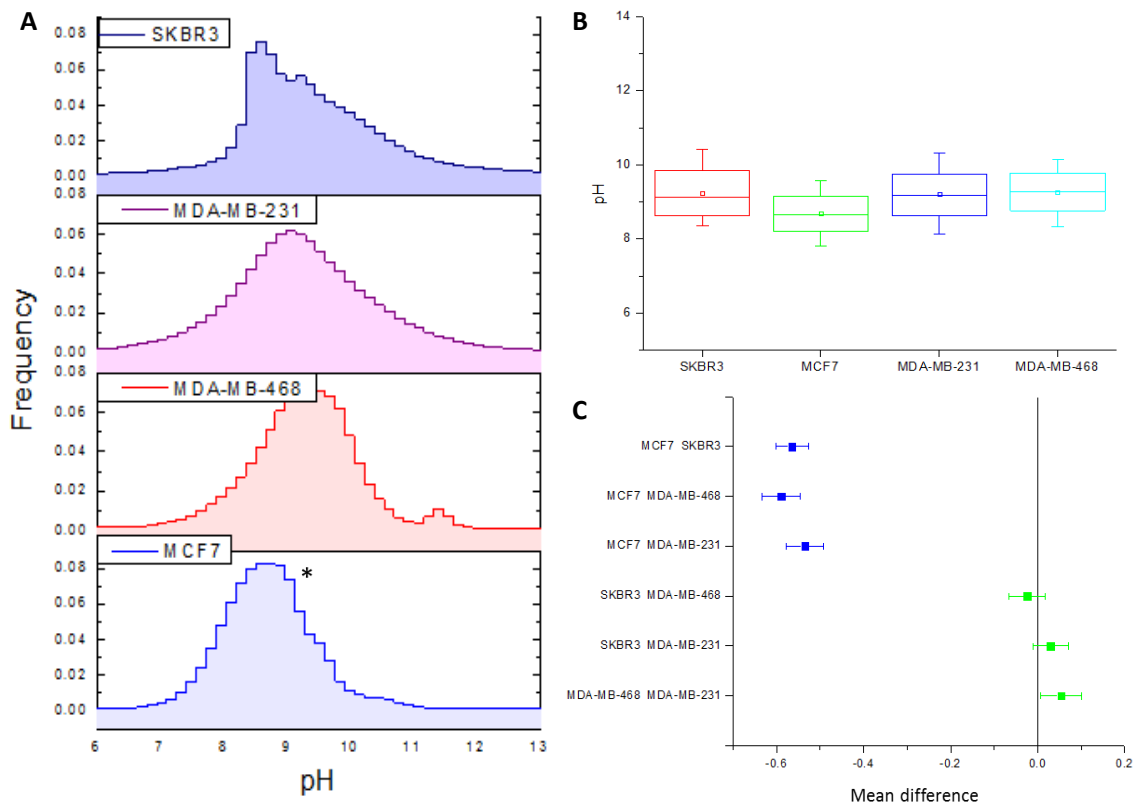 A
SKBR3
0.08
0.06
0.04
0.02
0.00
0.08
MDA-MB-231
0.06
0.04
0.02
0.00
0.08
MDA-MB-468
0.06
0.04
0.02
0.00
MCF7
*
0.08
0.06
0.04
0.02
0.00
Frequency
6 7 8 9 10 11 12 13
pH
B
14
12
10
8
6
pH
SKBR3 MCF7 MDA-MB-231 MDA-MB-468
C
MCF7 SKBR3
MCF7 MDA-MB-468
MCF7 MDA-MB-231
SKBR3 MDA-MB-468
SKBR3 MDA-MB-231
MDA-MB-468 MDA-MB-231
-0.6 -0.4 -0.2 0.0 0.2
Mean difference